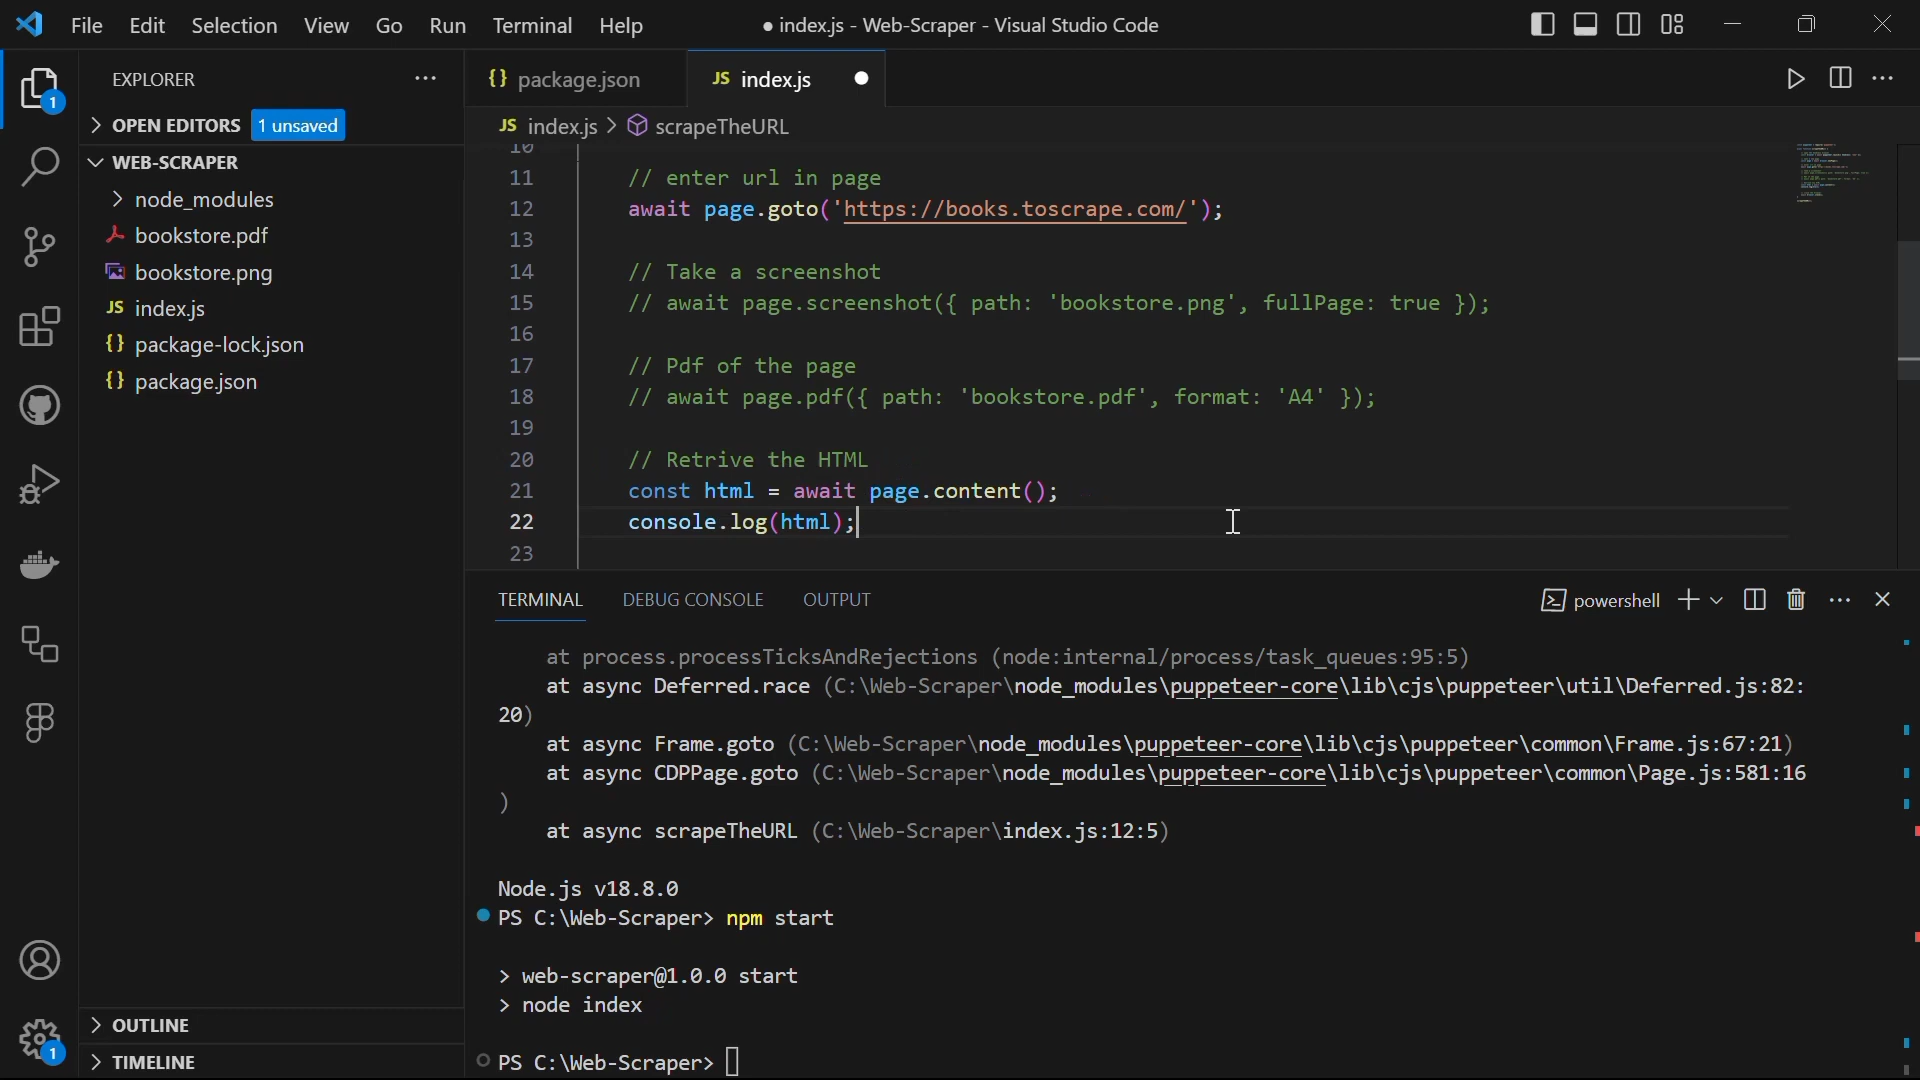 File Edit Selection View Go Run Terminal Help ● index.js - Web-Scraper - Visual Studio Code
EXPLORER
OPEN EDITORS 1 unsaved
WEB-SCRAPER
node_modules
bookstore.pdf
bookstore.png
JS index.js
{} package-lock.json
{} package.json
OUTLINE
TIMELINE
1
1
{} package.json JS index.js
JS index.js > scrapeTheURL
10
11 // enter url in page
12 await page.goto('https://books.toscrape.com/');
13
14 // Take a screenshot
15 // await page.screenshot({ path: 'bookstore.png', fullPage: true });
16
17 // Pdf of the page
18 // await page.pdf({ path: 'bookstore.pdf', format: 'A4' });
19
20 // Retrive the HTML
21 const html = await page.content();
22 console.log(html);
23
TERMINAL DEBUG CONSOLE OUTPUT powershell
at process.processTicksAndRejections (node:internal/process/task_queues:95:5)
at async Deferred.race (C:\Web-Scraper\node_modules\puppeteer-core\lib\cjs\puppeteer\util\Deferred.js:82:
20)
at async Frame.goto (C:\Web-Scraper\node_modules\puppeteer-core\lib\cjs\puppeteer\common\Frame.js:67:21)
at async CDPPage.goto (C:\Web-Scraper\node_modules\puppeteer-core\lib\cjs\puppeteer\common\Page.js:581:16
)
at async scrapeTheURL (C:\Web-Scraper\index.js:12:5)
Node.js v18.8.0
PS C:\Web-Scraper> npm start
> web-scraper@1.0.0 start
> node index
PS C:\Web-Scraper>